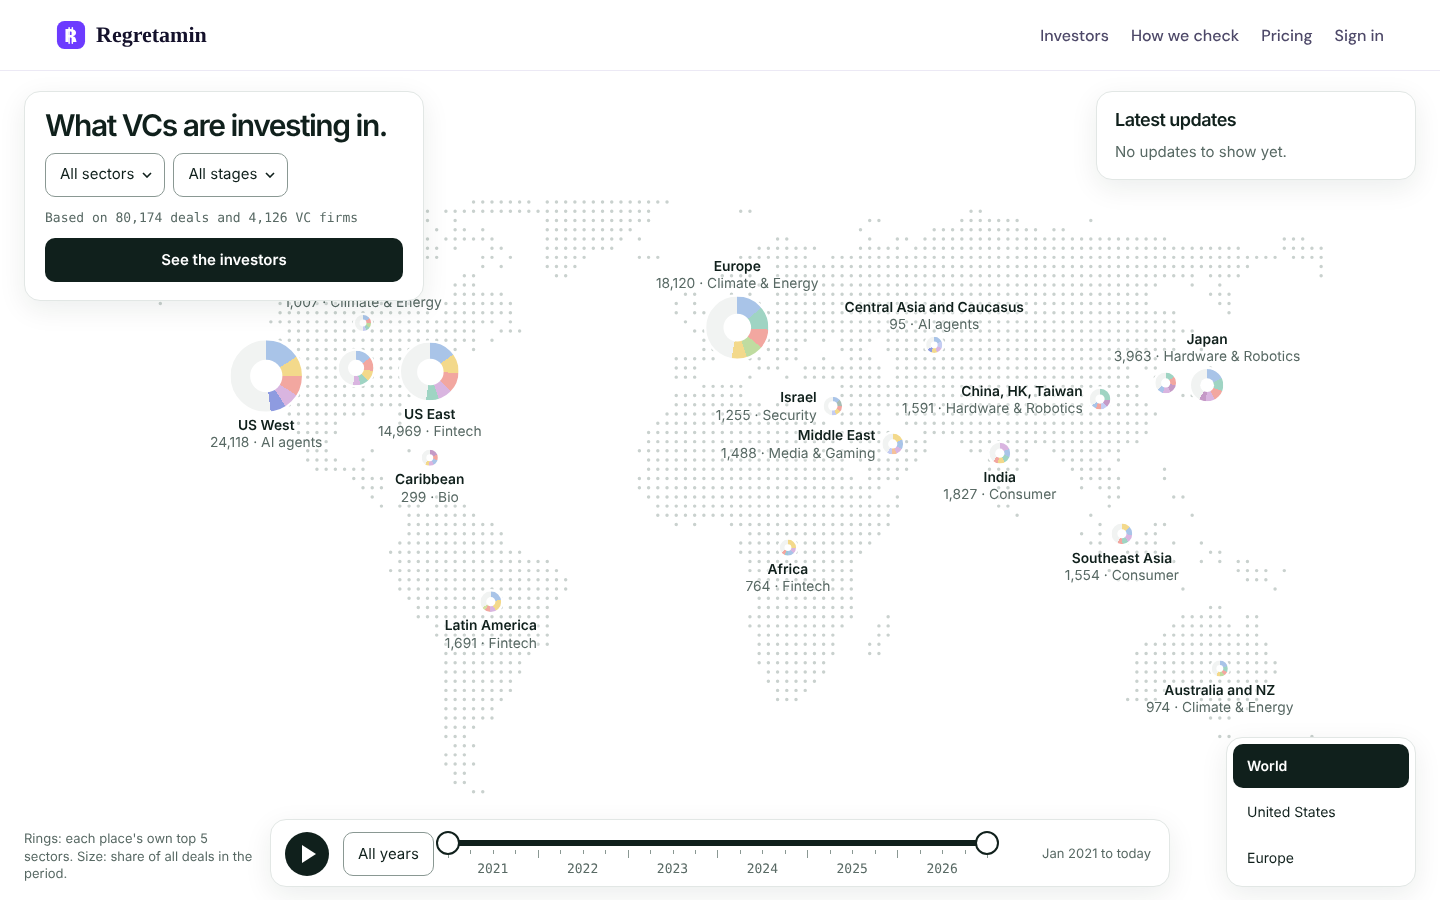 Regretamin
Investors
How we check
Pricing
Sign in
What VCs are investing in.
All sectors
All stages
Based on 80,174 deals and 4,126 VC firms
See the investors
Latest updates
No updates to show yet.
1,007 · Climate & Energy
Europe
18,120 · Climate & Energy
Central Asia and Caucasus
95 · AI agents
Japan
3,963 · Hardware & Robotics
Israel
1,255 · Security
China, HK, Taiwan
1,591 · Hardware & Robotics
US West
24,118 · AI agents
US East
14,969 · Fintech
Middle East
1,488 · Media & Gaming
Caribbean
299 · Bio
India
1,827 · Consumer
Africa
764 · Fintech
Southeast Asia
1,554 · Consumer
Latin America
1,691 · Fintech
Australia and NZ
974 · Climate & Energy
World
United States
Europe
Rings: each place's own top 5
sectors. Size: share of all deals in the
period.
All years
2021
2022
2023
2024
2025
2026
Jan 2021 to today